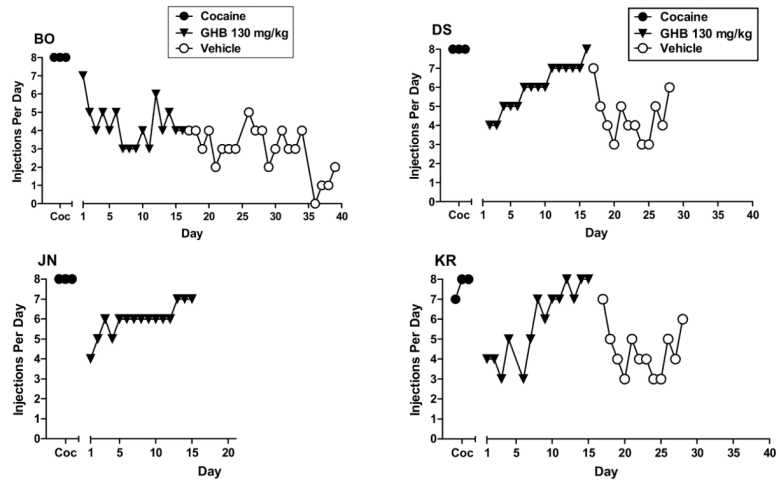 Cocaine
GHB 130 mg/kg
Vehicle
BO
Injections Per Day
8
7
6
5
4
3
2
1
0
Coc
1 5 10 15 20 25 30 35 40
Day
Cocaine
GHB 130 mg/kg
Vehicle
DS
Injections Per Day
8
7
6
5
4
3
2
1
0
Coc
1 5 10 15 20 25 30 35 40
Day
JN
Injections Per Day
8
7
6
5
4
3
2
1
0
Coc
1 5 10 15 20
Day
KR
Injections Per Day
8
7
6
5
4
3
2
1
0
Coc
1 5 10 15 20 25 30 35 40
Day